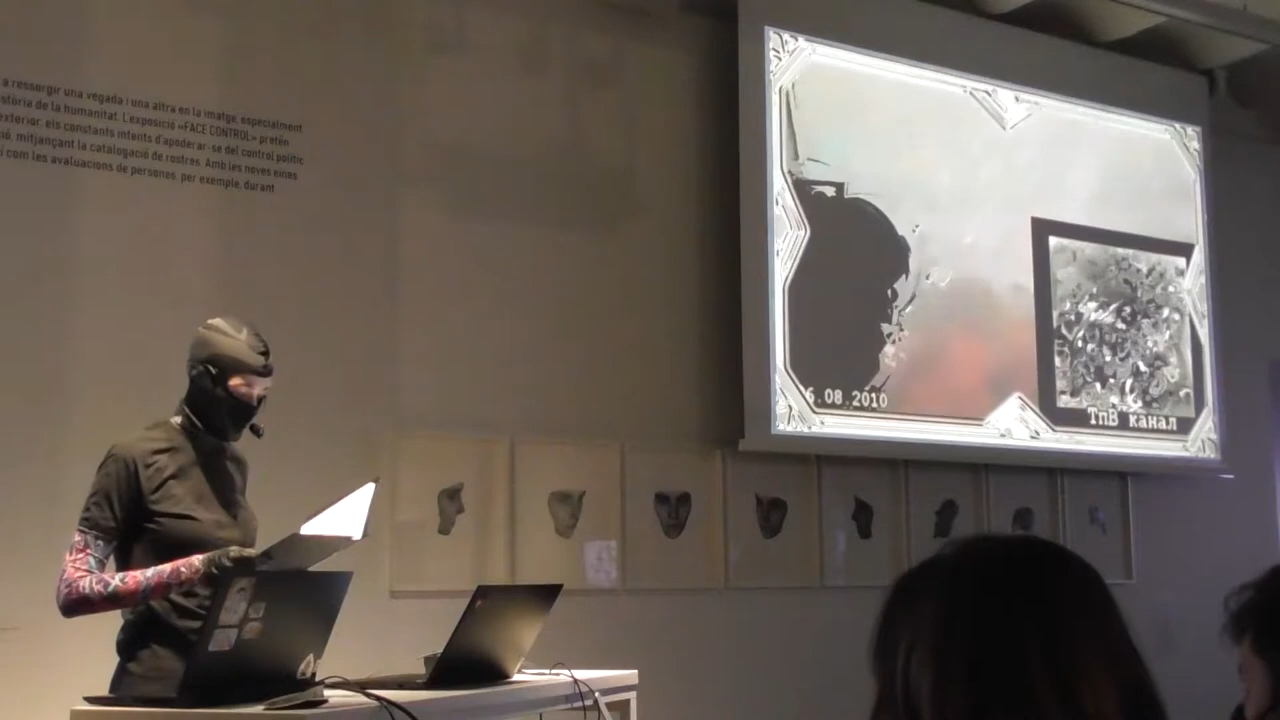 a ressorgir una vegada i una altra en la imatge, especialment
stòria de la humanitat. L'exposició «FACE CONTROL» pretén
exterior, els constants intents d'apoderar-se del control polític
ió, mitjançant la catalogació de rostres. Amb les noves eines
í com les avaluacions de persones, per exemple, durant
6.08.2010
ТпВ канал